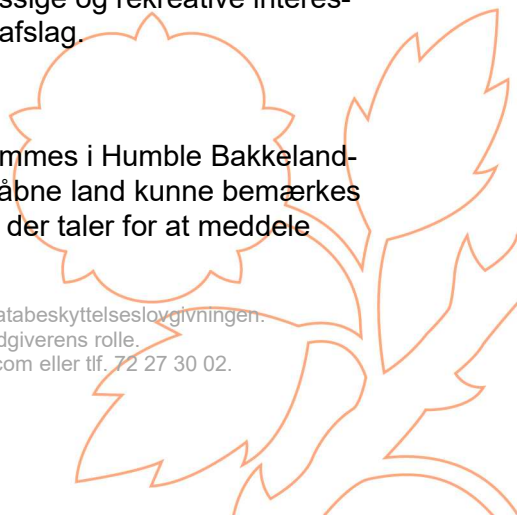 ssige og rekreative interes-
afslag.
mmes i Humble Bakkeland-
åbne land kunne bemærkes
der taler for at meddele
atabeskyttelseslovgivningen.
dgiverens rolle.
com eller tlf. 72 27 30 02.